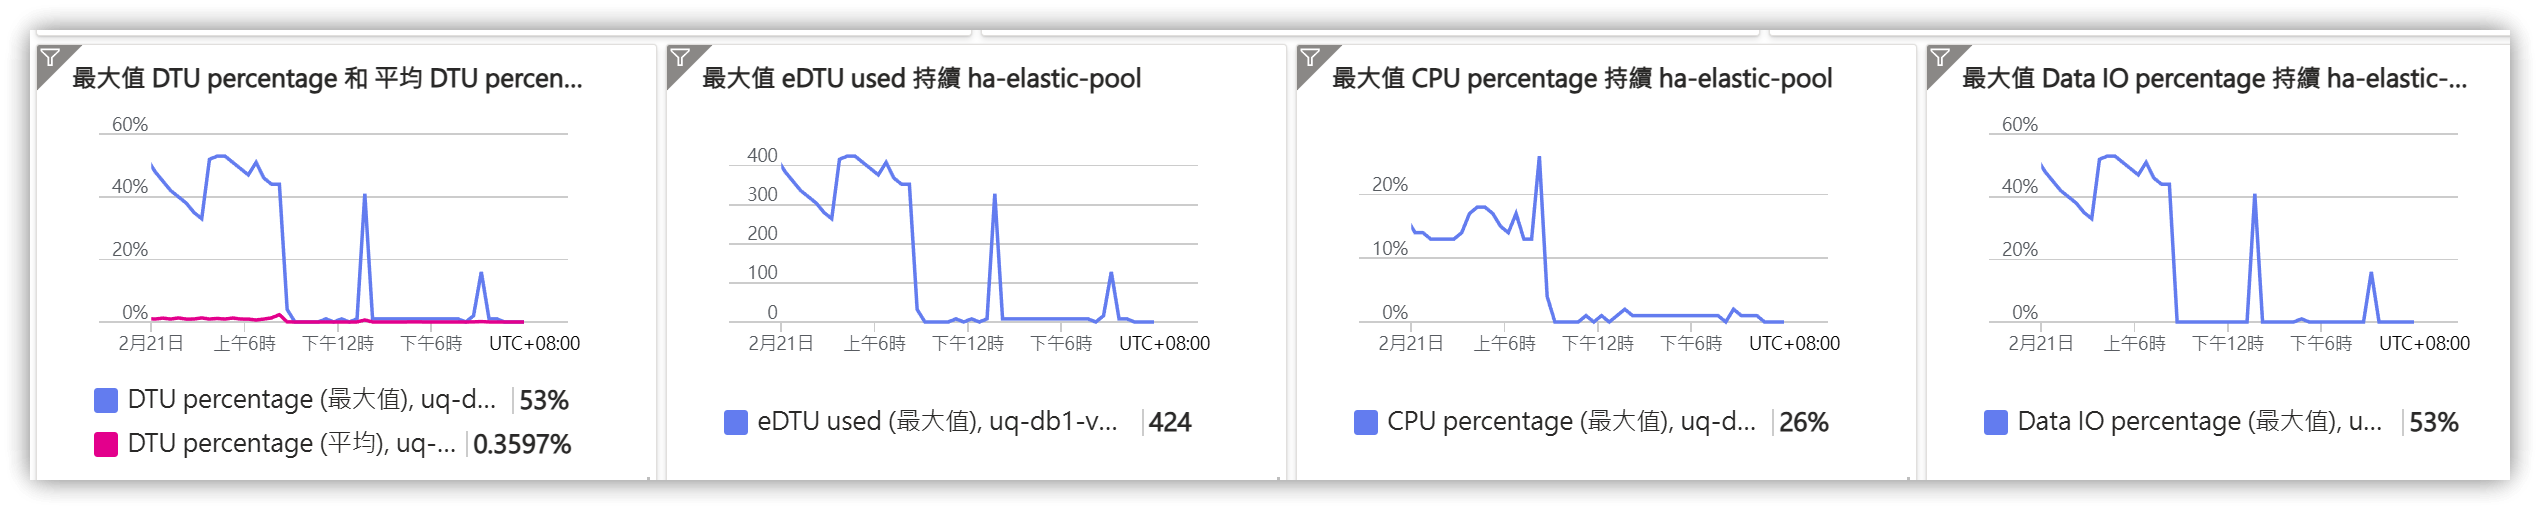 最大值 DTU percentage 和 平均 DTU percen...
60%
40%
20%
0%
2月21日 上午6時 下午12時 下午6時 UTC+08:00
DTU percentage (最大值), uq-d... 53%
DTU percentage (平均), uq-... 0.3597%
最大值 eDTU used 持續 ha-elastic-pool
400
300
200
100
0
2月21日 上午6時 下午12時 下午6時 UTC+08:00
eDTU used (最大值), uq-db1-v... 424
最大值 CPU percentage 持續 ha-elastic-pool
20%
10%
0%
2月21日 上午6時 下午12時 下午6時 UTC+08:00
CPU percentage (最大值), uq-d... 26%
最大值 Data IO percentage 持續 ha-elastic-...
60%
40%
20%
0%
2月21日 上午6時 下午12時 下午6時 UTC+08:00
Data IO percentage (最大值), u... 53%